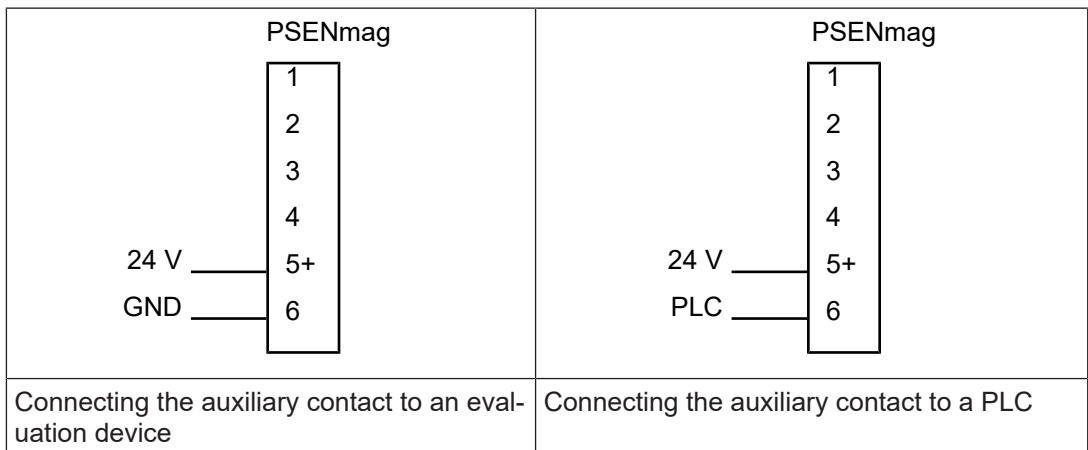 PSENmag
1
2
3
4
24 V 5+
GND 6
Connecting the auxiliary contact to an eval-
uation device
PSENmag
1
2
3
4
24 V 5+
PLC 6
Connecting the auxiliary contact to a PLC